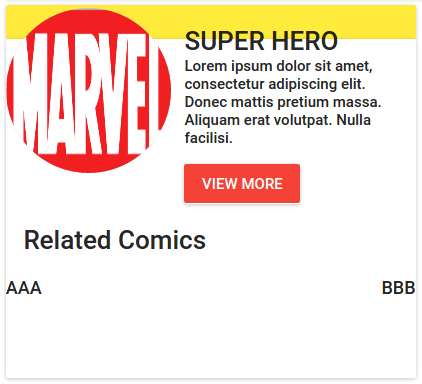 MARVEL
SUPER HERO
Lorem ipsum dolor sit amet,
consectetur adipiscing elit.
Donec mattis pretium massa.
Aliquam erat volutpat. Nulla
facilisi.
VIEW MORE
Related Comics
AAA
BBB